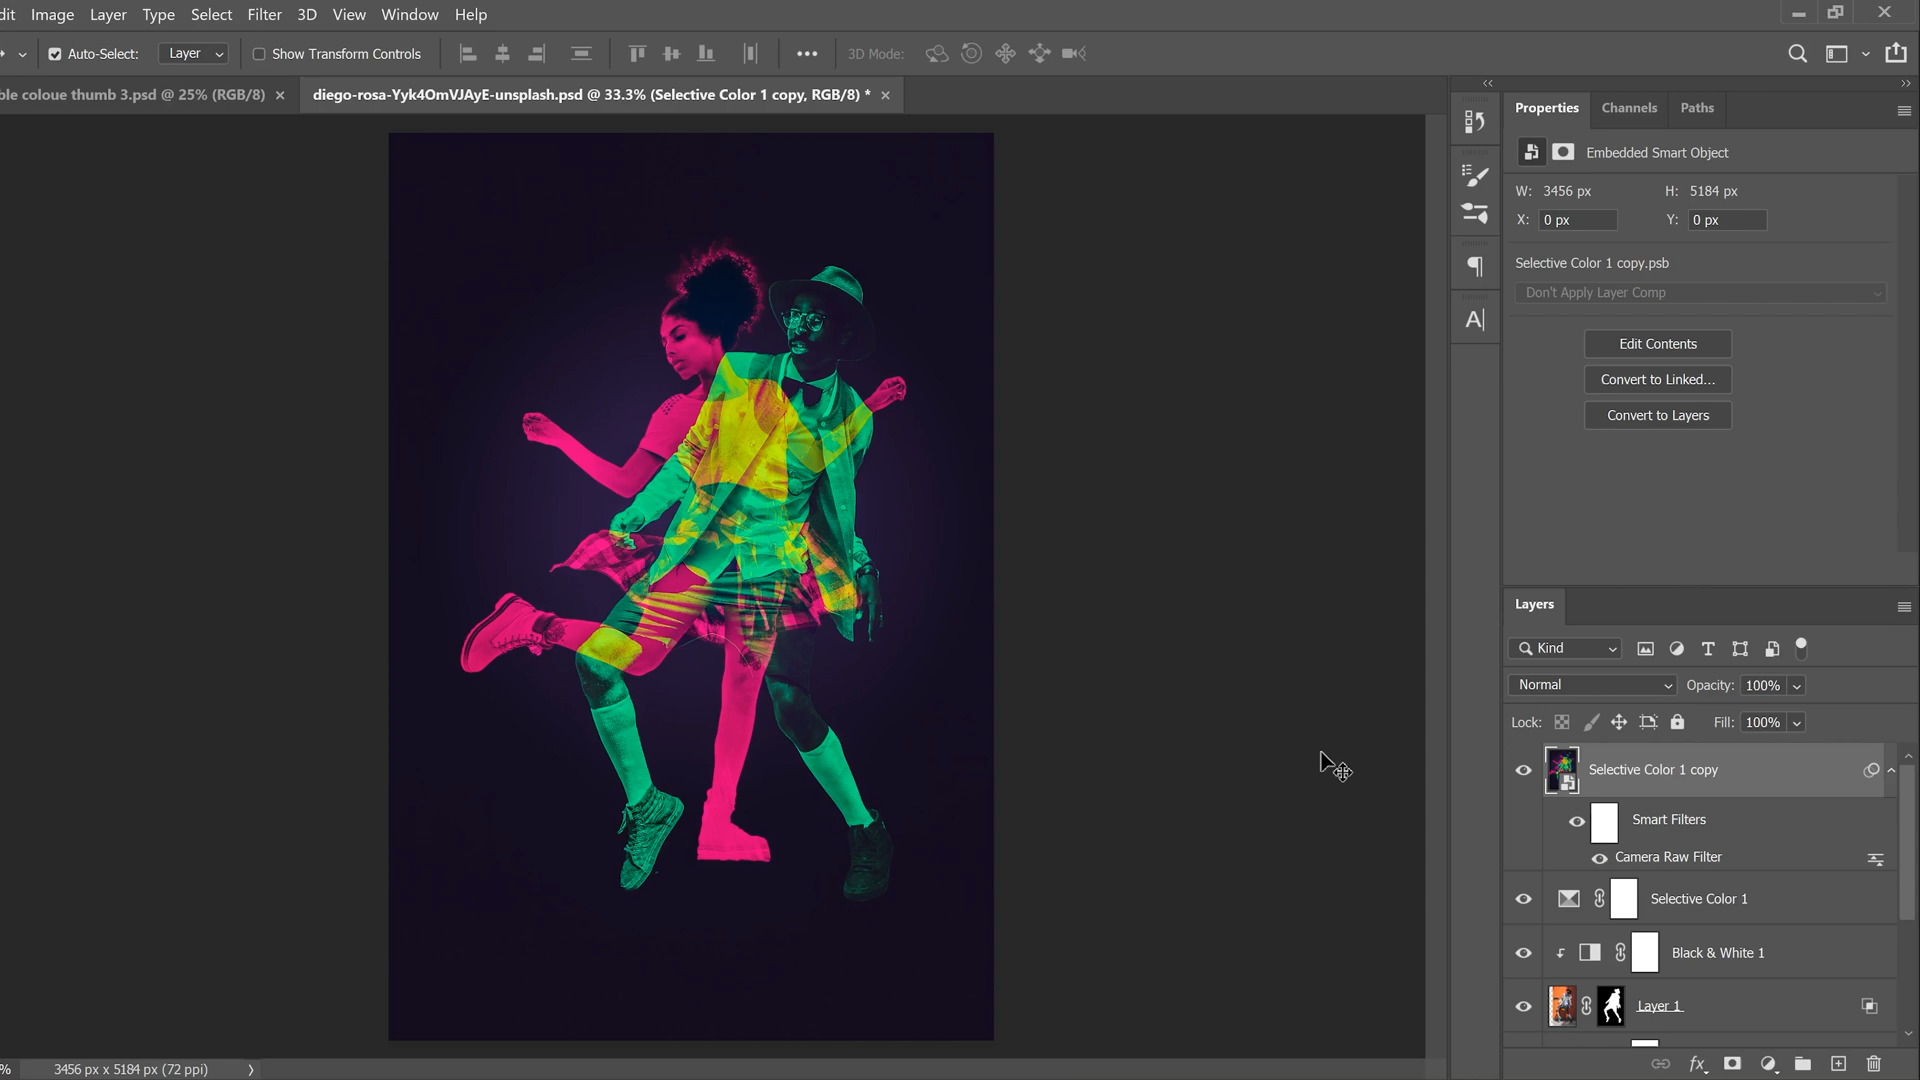 dit Image Layer Type Select Filter 3D View Window Help
Auto-Select: Layer Show Transform Controls 3D Mode:
ble coloue thumb 3.psd @ 25% (RGB/8) × diego-rosa-Yyk4OmVJAyE-unsplash.psd @ 33.3% (Selective Color 1 copy, RGB/8) * ×
Properties Channels Paths
Embedded Smart Object
W: 3456 px H: 5184 px
X: 0 px Y: 0 px
Selective Color 1 copy.psb
Don't Apply Layer Comp
Edit Contents
Convert to Linked...
Convert to Layers
Layers
Kind
Normal Opacity: 100%
Lock: Fill: 100%
Selective Color 1 copy
Smart Filters
Camera Raw Filter
Selective Color 1
Black & White 1
Layer 1
% 3456 px x 5184 px (72 ppi)